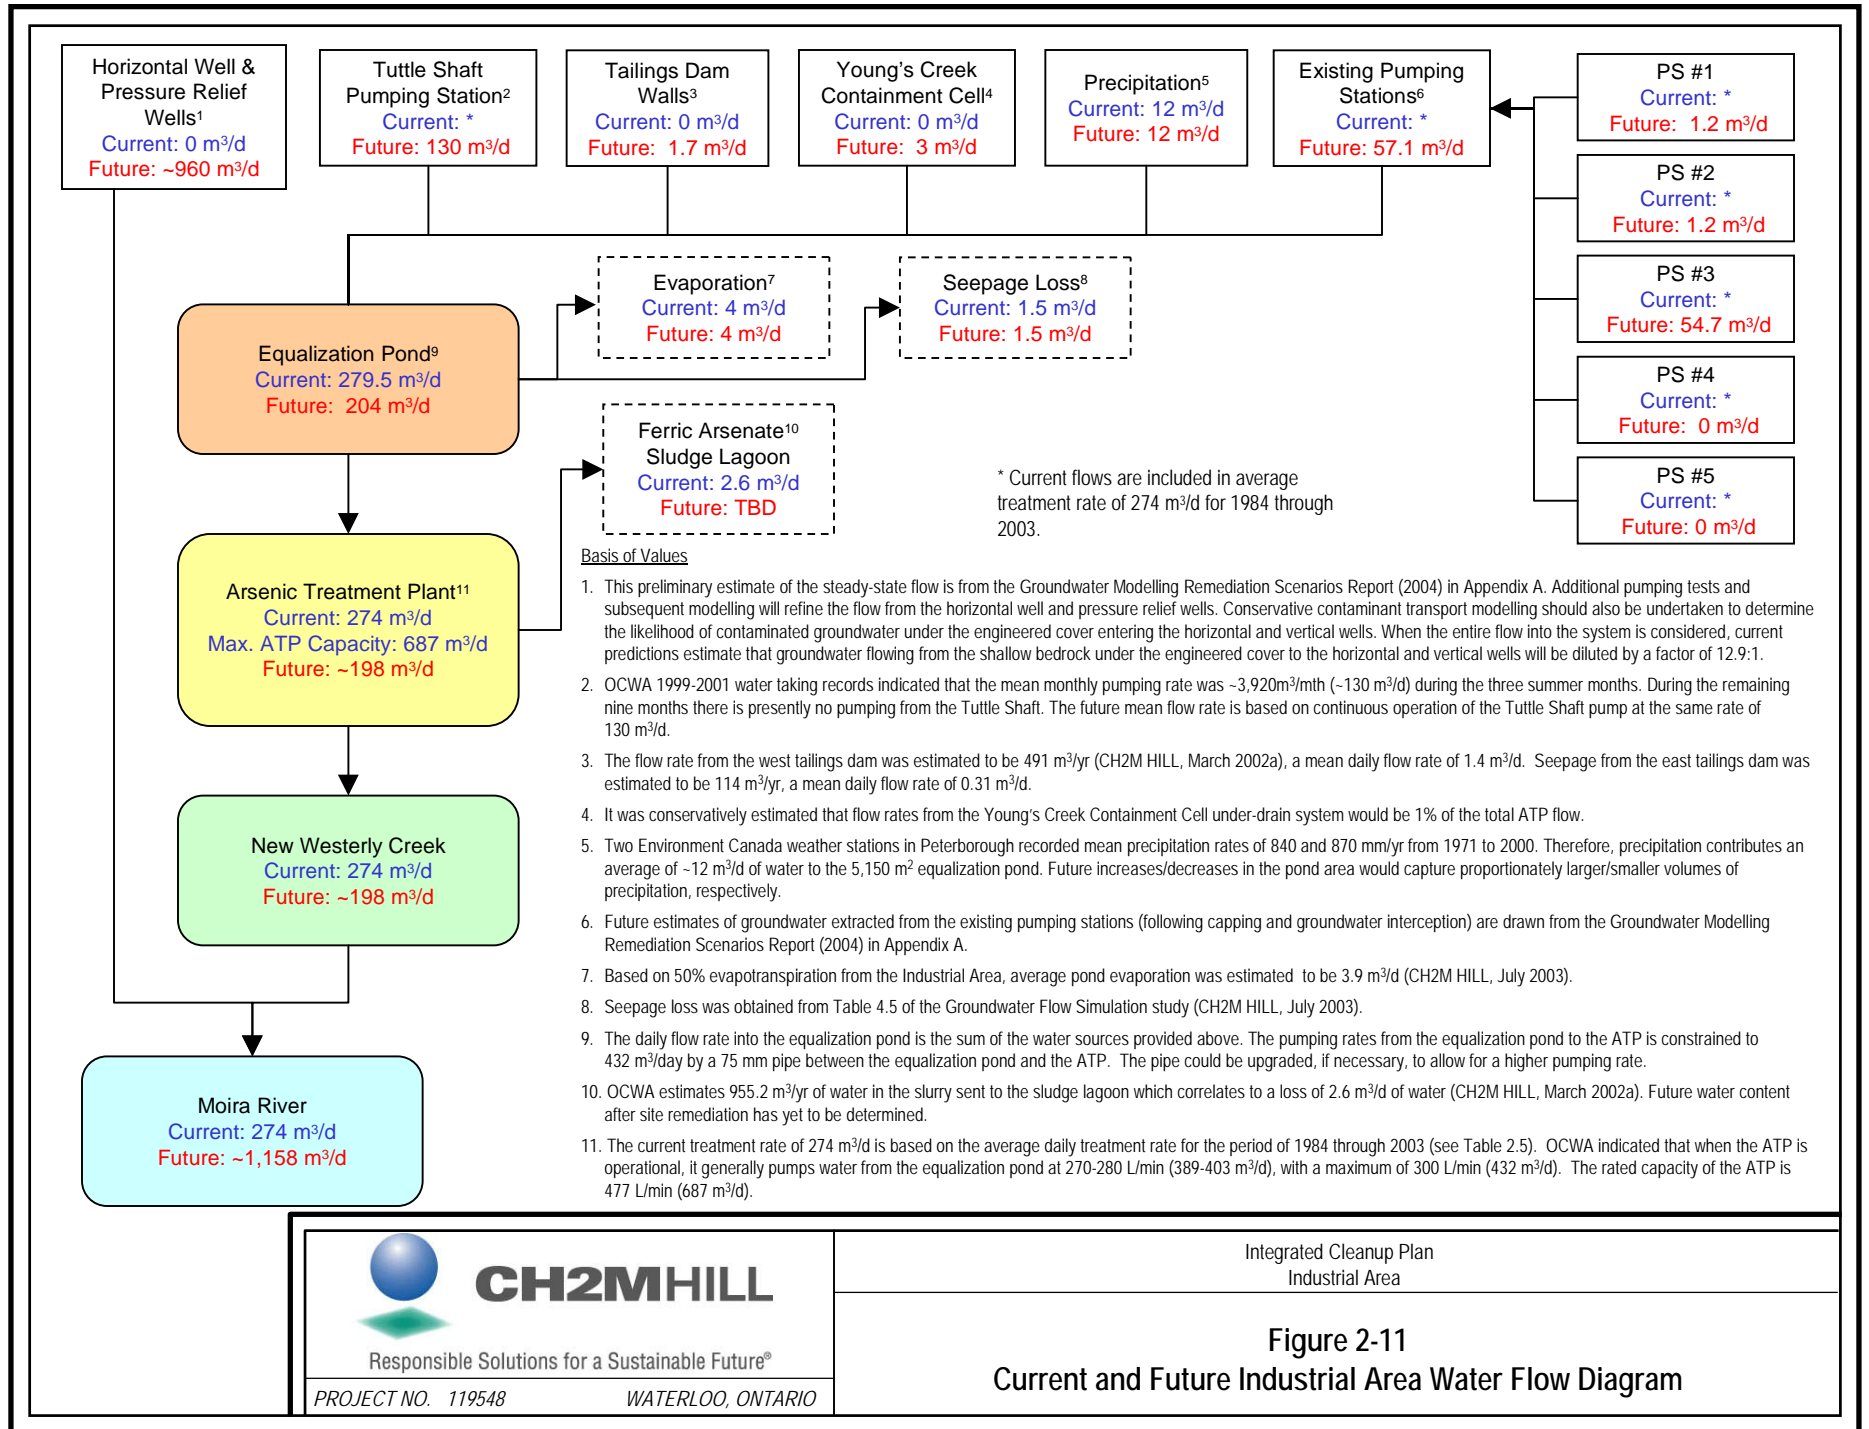 Horizontal Well &
Pressure Relief
Wells¹
Current: 0 m³/d
Future: ~960 m³/d
Tuttle Shaft
Pumping Station²
Current: *
Future: 130 m³/d
Tailings Dam
Walls³
Current: 0 m³/d
Future: 1.7 m³/d
Young's Creek
Containment Cell⁴
Current: 0 m³/d
Future: 3 m³/d
Precipitation⁵
Current: 12 m³/d
Future: 12 m³/d
Existing Pumping
Stations⁶
Current: *
Future: 57.1 m³/d
PS #1
Current: *
Future: 1.2 m³/d
PS #2
Current: *
Future: 1.2 m³/d
PS #3
Current: *
Future: 54.7 m³/d
PS #4
Current: *
Future: 0 m³/d
PS #5
Current: *
Future: 0 m³/d
Evaporation⁷
Current: 4 m³/d
Future: 4 m³/d
Seepage Loss⁸
Current: 1.5 m³/d
Future: 1.5 m³/d
Equalization Pond⁹
Current: 279.5 m³/d
Future: 204 m³/d
Ferric Arsenate¹⁰
Sludge Lagoon
Current: 2.6 m³/d
Future: TBD
* Current flows are included in average
treatment rate of 274 m³/d for 1984 through
2003.
Arsenic Treatment Plant¹¹
Current: 274 m³/d
Max. ATP Capacity: 687 m³/d
Future: ~198 m³/d
New Westerly Creek
Current: 274 m³/d
Future: ~198 m³/d
Moira River
Current: 274 m³/d
Future: ~1,158 m³/d
Basis of Values
1. This preliminary estimate of the steady-state flow is from the Groundwater Modelling Remediation Scenarios Report (2004) in Appendix A. Additional pumping tests and
subsequent modelling will refine the flow from the horizontal well and pressure relief wells. Conservative contaminant transport modelling should also be undertaken to determine
the likelihood of contaminated groundwater under the engineered cover entering the horizontal and vertical wells. When the entire flow into the system is considered, current
predictions estimate that groundwater flowing from the shallow bedrock under the engineered cover to the horizontal and vertical wells will be diluted by a factor of 12.9:1.
2. OCWA 1999-2001 water taking records indicated that the mean monthly pumping rate was ~3,920m³/mth (~130 m³/d) during the three summer months. During the remaining
nine months there is presently no pumping from the Tuttle Shaft. The future mean flow rate is based on continuous operation of the Tuttle Shaft pump at the same rate of
130 m³/d.
3. The flow rate from the west tailings dam was estimated to be 491 m³/yr (CH2M HILL, March 2002a), a mean daily flow rate of 1.4 m³/d. Seepage from the east tailings dam was
estimated to be 114 m³/yr, a mean daily flow rate of 0.31 m³/d.
4. It was conservatively estimated that flow rates from the Young's Creek Containment Cell under-drain system would be 1% of the total ATP flow.
5. Two Environment Canada weather stations in Peterborough recorded mean precipitation rates of 840 and 870 mm/yr from 1971 to 2000. Therefore, precipitation contributes an
average of ~12 m³/d of water to the 5,150 m² equalization pond. Future increases/decreases in the pond area would capture proportionately larger/smaller volumes of
precipitation, respectively.
6. Future estimates of groundwater extracted from the existing pumping stations (following capping and groundwater interception) are drawn from the Groundwater Modelling
Remediation Scenarios Report (2004) in Appendix A.
7. Based on 50% evapotranspiration from the Industrial Area, average pond evaporation was estimated to be 3.9 m³/d (CH2M HILL, July 2003).
8. Seepage loss was obtained from Table 4.5 of the Groundwater Flow Simulation study (CH2M HILL, July 2003).
9. The daily flow rate into the equalization pond is the sum of the water sources provided above. The pumping rates from the equalization pond to the ATP is constrained to
432 m³/day by a 75 mm pipe between the equalization pond and the ATP. The pipe could be upgraded, if necessary, to allow for a higher pumping rate.
10. OCWA estimates 955.2 m³/yr of water in the slurry sent to the sludge lagoon which correlates to a loss of 2.6 m³/d of water (CH2M HILL, March 2002a). Future water content
after site remediation has yet to be determined.
11. The current treatment rate of 274 m³/d is based on the average daily treatment rate for the period of 1984 through 2003 (see Table 2.5). OCWA indicated that when the ATP is
operational, it generally pumps water from the equalization pond at 270-280 L/min (389-403 m³/d), with a maximum of 300 L/min (432 m³/d). The rated capacity of the ATP is
477 L/min (687 m³/d).
CH2MHILL
Responsible Solutions for a Sustainable Future®
PROJECT NO. 119548 WATERLOO, ONTARIO
Integrated Cleanup Plan
Industrial Area
Figure 2-11
Current and Future Industrial Area Water Flow Diagram